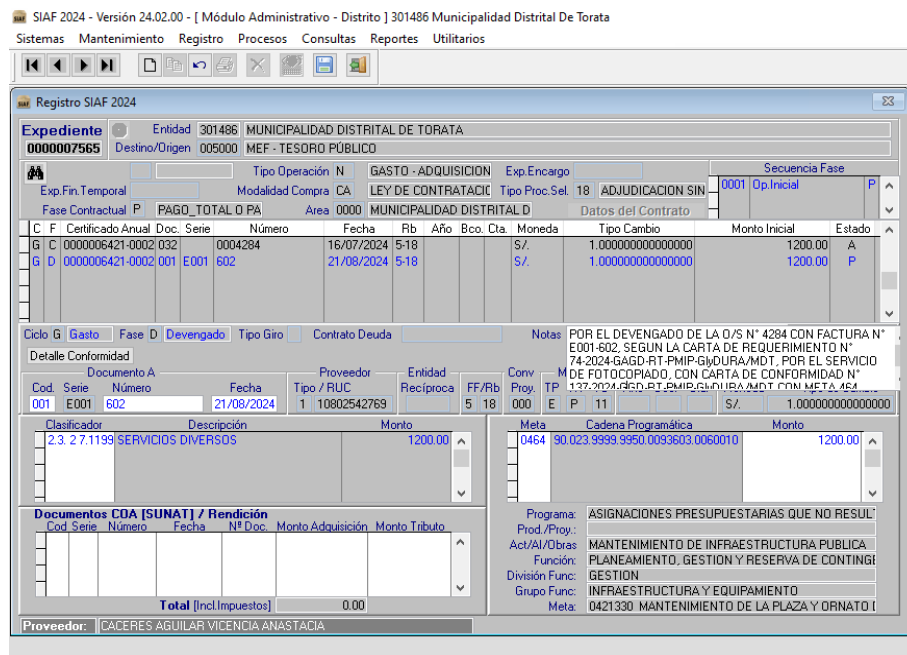 SIAF 2024 - Versión 24.02.00 - [ Módulo Administrativo - Distrito ] 301486 Municipalidad Distrital De Torata
Sistemas Mantenimiento Registro Procesos Consultas Reportes Utilitarios
Registro SIAF 2024
Expediente Entidad 301486 MUNICIPALIDAD DISTRITAL DE TORATA
0000007565 Destino/Origen 005000 MEF - TESORO PÚBLICO
Tipo Operación N GASTO - ADQUISICION Exp.Encargo Secuencia Fase
Exp.Fin.Temporal Modalidad Compra CA LEY DE CONTRATACIC Tipo Proc.Sel. 18 ADJUDICACION SIN 0001 Op.Inicial P
Fase Contractual P PAGO_TOTAL O PA Area 0000 MUNICIPALIDAD DISTRITAL D Datos del Contrato
C F Certificado Anual Doc. Serie Número Fecha Rb Año Bco. Cta. Moneda Tipo Cambio Monto Inicial Estado
G C 0000006421-0002 032 0004284 16/07/2024 5-18 S/. 1.000000000000000 1200.00 A
G D 0000006421-0002 001 E001 602 21/08/2024 5-18 S/. 1.000000000000000 1200.00 P
Ciclo G Gasto Fase D Devengado Tipo Giro Contrato Deuda Notas POR EL DEVENGADO DE LA O/S N° 4284 CON FACTURA N°
E001-602, SEGUN LA CARTA DE REQUERIMIENTO N°
Detalle Conformidad 74-2024-GAGD-RT-PMIP-GIyDURA/MDT, POR EL SERVICIO
Documento A Proveedor Entidad Conv M DE FOTOCOPIADO, CON CARTA DE CONFORMIDAD N°
Cod. Serie Número Fecha Tipo / RUC Recíproca FF/Rb Proy. TP 137-2024-GGD-RT-PMIP-GIyDURA/MDT CON META 464
001 E001 602 21/08/2024 1 10802542769 5 18 000 E P 11 S/. 1.000000000000000
Clasificador Descripción Monto Meta Cadena Programática Monto
2.3. 2 7.1199 SERVICIOS DIVERSOS 1200.00 0464 90.023.9999.9950.0093603.0060010 1200.00
Documentos COA [SUNAT] / Rendición
Cod Serie Número Fecha Nº Doc. Monto Adquisición Monto Tributo
Total [Incl.Impuestos] 0.00
Programa: ASIGNACIONES PRESUPUESTARIAS QUE NO RESUL
Prod./Proy.:
Act/AI/Obras MANTENIMIENTO DE INFRAESTRUCTURA PUBLICA
Función: PLANEAMIENTO, GESTION Y RESERVA DE CONTINGE
División Func: GESTION
Grupo Func: INFRAESTRUCTURA Y EQUIPAMIENTO
Meta: 0421330 MANTENIMIENTO DE LA PLAZA Y ORNATO
Proveedor: CACERES AGUILAR VICENCIA ANASTACIA